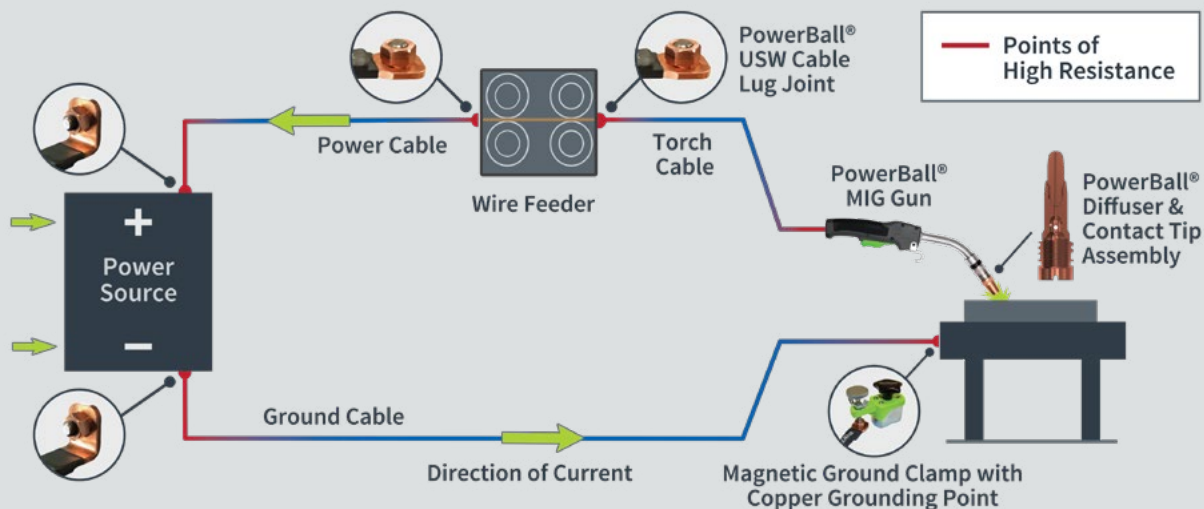 PowerBall®
USW Cable
Lug Joint
Points of
High Resistance
Power Cable
Torch
Cable
Wire Feeder
PowerBall®
MIG Gun
PowerBall®
Diffuser &
Contact Tip
Assembly
+
Power
Source
−
Ground Cable
Direction of Current
Magnetic Ground Clamp with
Copper Grounding Point